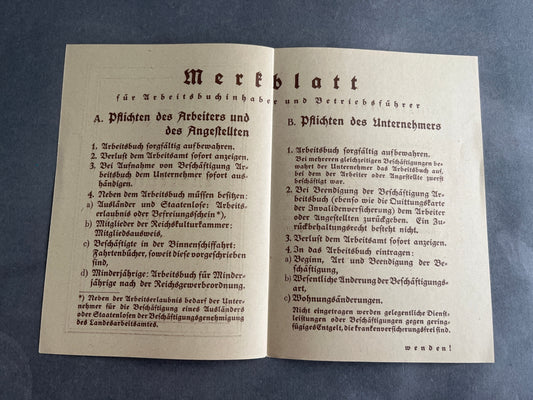 Merkblatt
für Arbeitsbuchinhaber und Betriebsführer
A. Pflichten des Arbeiters und
des Angestellten
1. Arbeitsbuch sorgfältig aufbewahren.
2. Verlust dem Arbeitsamt sofort anzeigen.
3. Bei Aufnahme von Beschäftigung Ar-
beitsbuch dem Unternehmer sofort aus-
händigen.
4. Neben dem Arbeitsbuch müssen besitzen:
a) Ausländer und Staatenlose: Arbeits-
erlaubnis oder Befreiungsschein*),
b) Mitglieder der Reichskulturkammer:
Mitgliedsausweis,
c) Beschäftigte in der Binnenschiffahrt:
Fahrtenbücher, soweit diese vorgeschrieben
sind,
d) Minderjährige: Arbeitsbuch für Minder-
jährige nach der Reichsgewerbeordnung.
*) Neben der Arbeitserlaubnis bedarf der Unter-
nehmer für die Beschäftigung eines Ausländers
oder Staatenlosen der Beschäftigungsgenehmigung
des Landesarbeitsamtes.
B. Pflichten des Unternehmers
1. Arbeitsbuch sorgfältig aufbewahren.
Bei mehreren gleichzeitigen Beschäftigungen be-
wahrt der Unternehmer das Arbeitsbuch auf,
bei dem der Arbeiter oder Angestellte zuerst
beschäftigt war.
2. Bei Beendigung der Beschäftigung Ar-
beitsbuch (ebenso wie die Quittungskarte
der Invalidenversicherung) dem Arbeiter
oder Angestellten zurückgeben. Ein Zu-
rückbehaltungsrecht besteht nicht.
3. Verlust dem Arbeitsamt sofort anzeigen.
4. In das Arbeitsbuch eintragen:
a) Beginn, Art und Beendigung der Be-
schäftigung,
b) Wesentliche Änderung der Beschäftigungs-
art,
c) Wohnungsänderungen.
Nicht eingetragen werden gelegentliche Dienst-
leistungen oder Beschäftigungen gegen gering-
fügiges Entgelt, die krankenversicherungsfrei sind.
wenden!